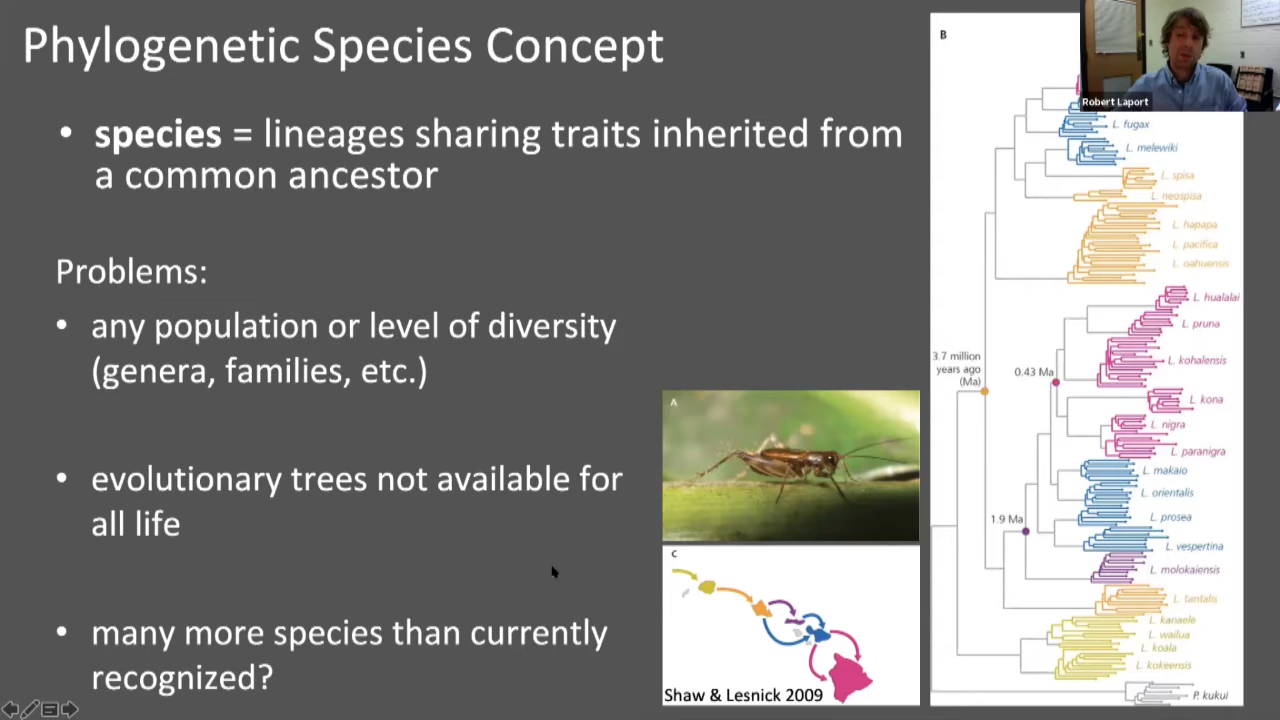 Phylogenetic Species Concept
• species = lineages sharing traits inherited from
a common ancestor
Problems:
• any population or level of diversity
(genera, families, etc.)
• evolutionary trees not available for
all life
• many more species than currently
recognized?
A
C
Shaw & Lesnick 2009
B
Robert Laport
L. fugax
L. melewiki
L. spisa
L. neospisa
L. hapapa
L. pacifica
L. oahuensis
L. hualalai
L. pruna
3.7 million
years ago
(Ma)
0.43 Ma
L. kohalensis
L. kona
L. nigra
L. paranigra
L. makaio
L. orientalis
1.9 Ma
L. prosea
L. vespertina
L. molokaiensis
L. tantalis
L. kanaele
L. wailua
L. koala
L. kokeensis
P. kukui